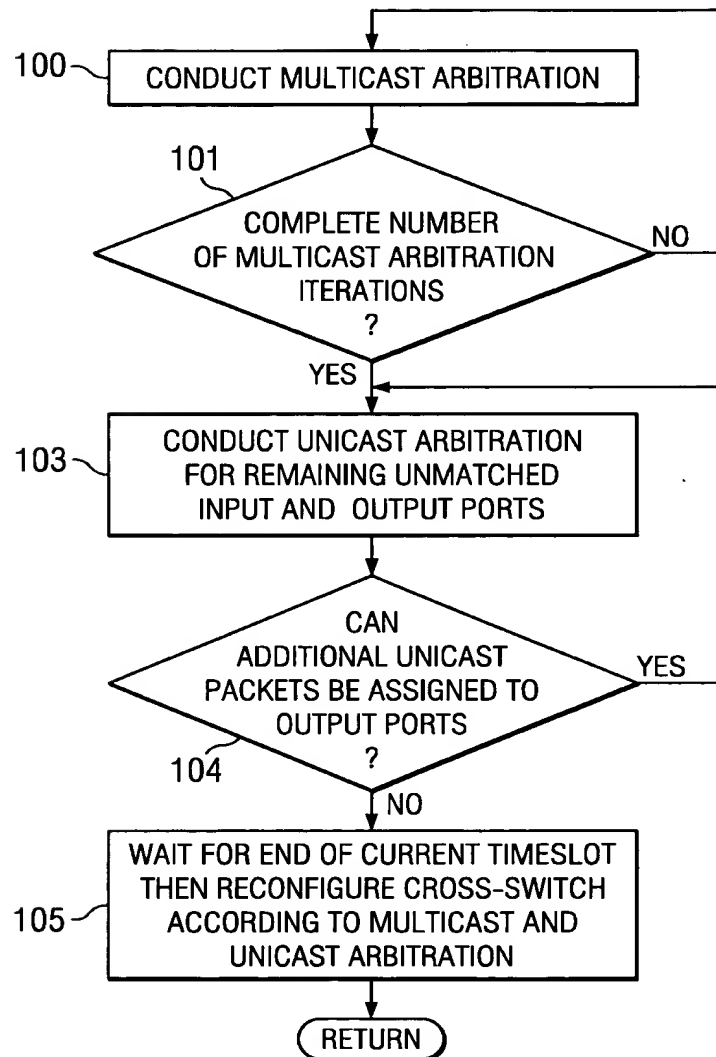 100
CONDUCT MULTICAST ARBITRATION
101
COMPLETE NUMBER
OF MULTICAST ARBITRATION
ITERATIONS
?
NO
YES
103
CONDUCT UNICAST ARBITRATION
FOR REMAINING UNMATCHED
INPUT AND OUTPUT PORTS
CAN
ADDITIONAL UNICAST
PACKETS BE ASSIGNED TO
OUTPUT PORTS
?
YES
104
NO
105
WAIT FOR END OF CURRENT TIMESLOT
THEN RECONFIGURE CROSS-SWITCH
ACCORDING TO MULTICAST AND
UNICAST ARBITRATION
RETURN